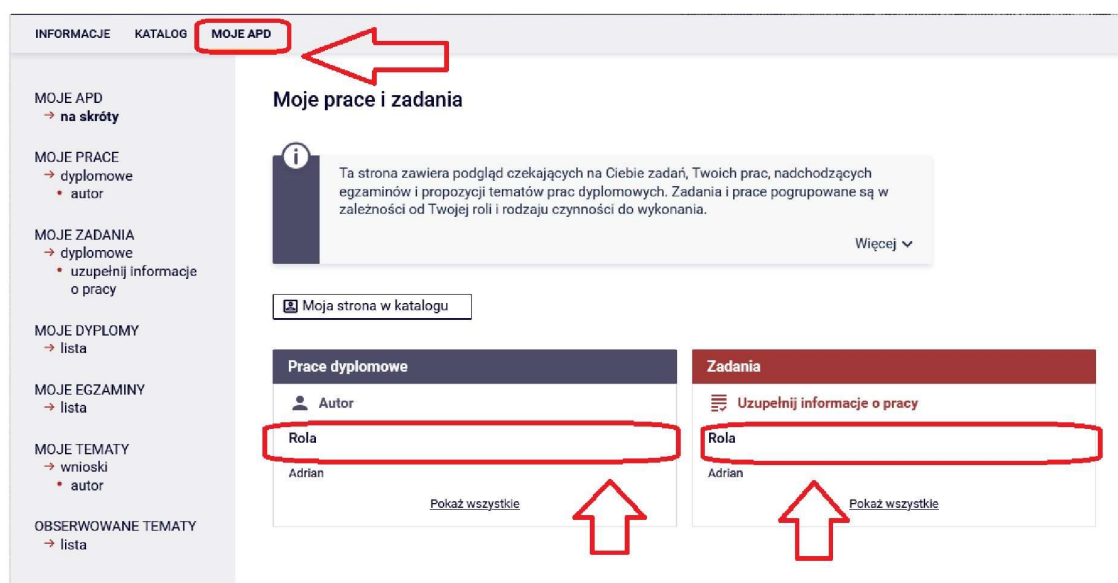 INFORMACJE KATALOG MOJE APD
MOJE APD
→ na skróty
MOJE PRACE
→ dyplomowe
• autor
MOJE ZADANIA
→ dyplomowe
• uzupełnij informacje
o pracy
MOJE DYPLOMY
→ lista
MOJE EGZAMINY
→ lista
MOJE TEMATY
→ wnioski
• autor
OBSERWOWANE TEMATY
→ lista
Moje prace i zadania
Ta strona zawiera podgląd czekających na Ciebie zadań, Twoich prac, nadchodzących
egzaminów i propozycji tematów prac dyplomowych. Zadania i prace pogrupowane są w
zależności od Twojej roli i rodzaju czynności do wykonania.
Więcej
Moja strona w katalogu
Prace dyplomowe
Autor
Rola
Adrian
Pokaż wszystkie
Zadania
Uzupełnij informacje o pracy
Rola
Adrian
Pokaż wszystkie